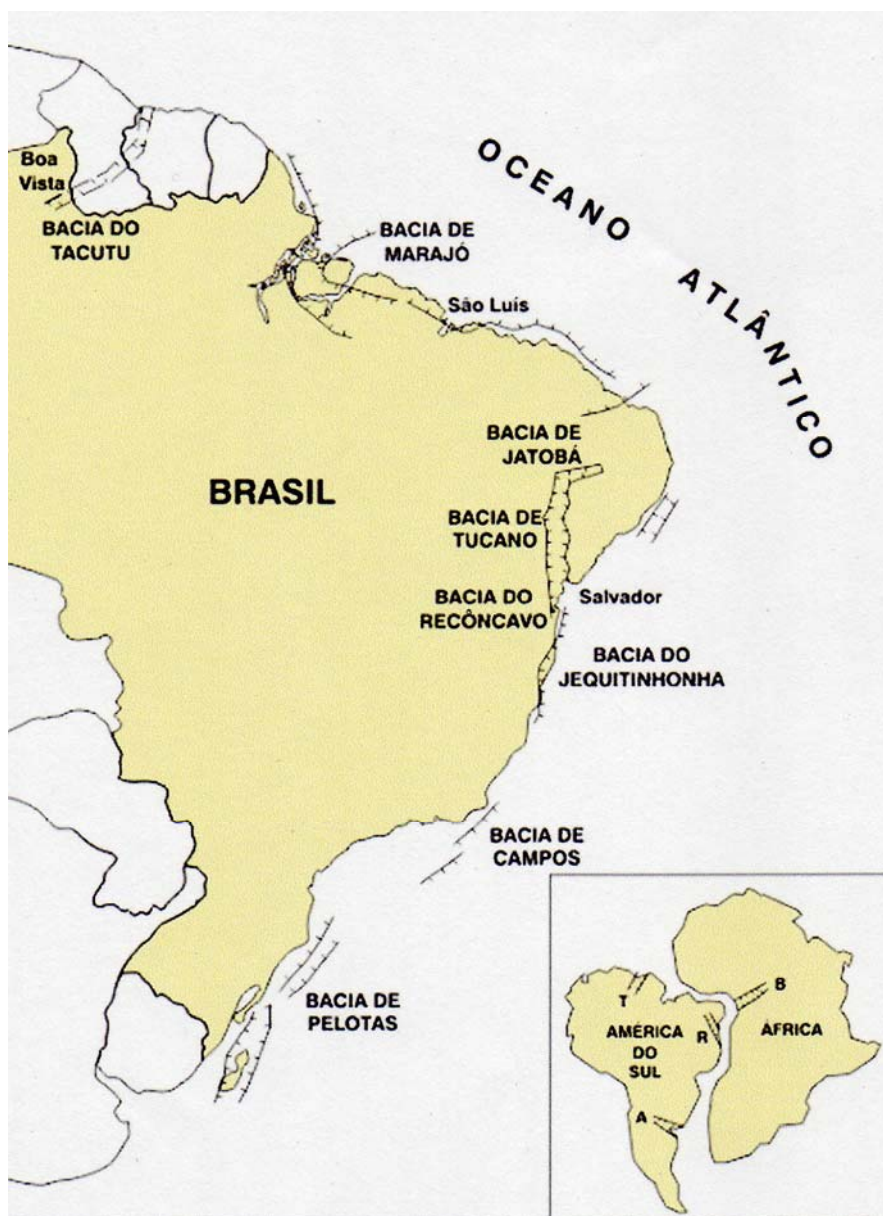 OCEANO ATLÂNTICO
Boa
Vista
BACIA DO
TACUTU
BACIA DE
MARAJÓ
São Luís
BACIA DE
JATOBÁ
BRASIL
BACIA DE
TUCANO
BACIA DO
RECÔNCAVO
Salvador
BACIA DO
JEQUITINHONHA
BACIA DE
CAMPOS
BACIA DE
PELOTAS
T
B
R
AMÉRICA
DO
SUL
ÁFRICA
A